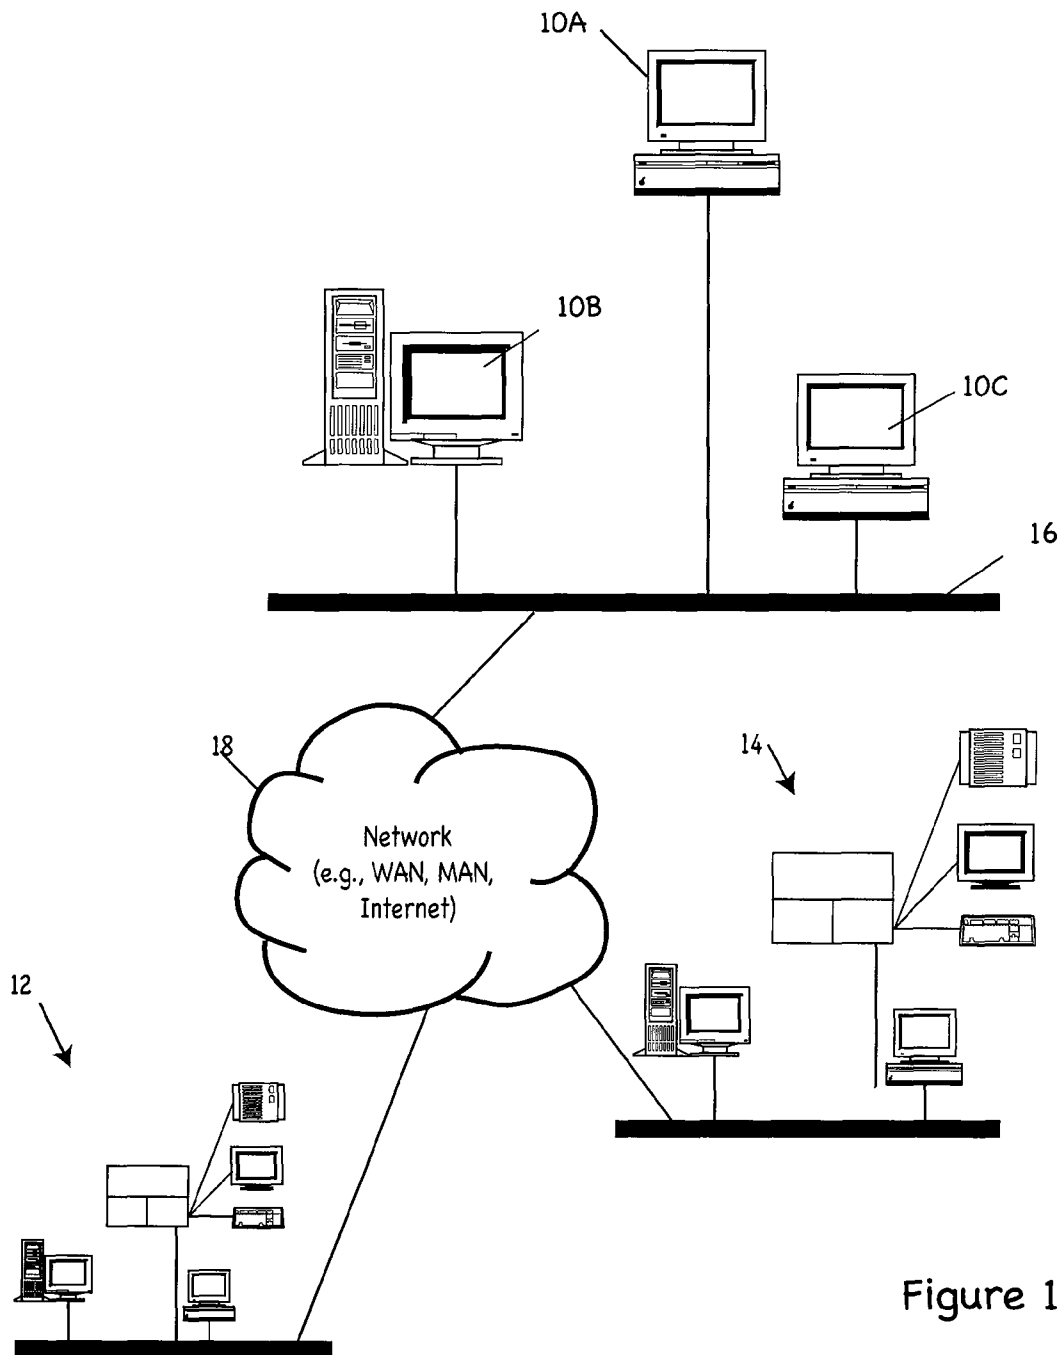 10A
10B
10C
16
18
14
Network
(e.g., WAN, MAN,
Internet)
12
Figure 1